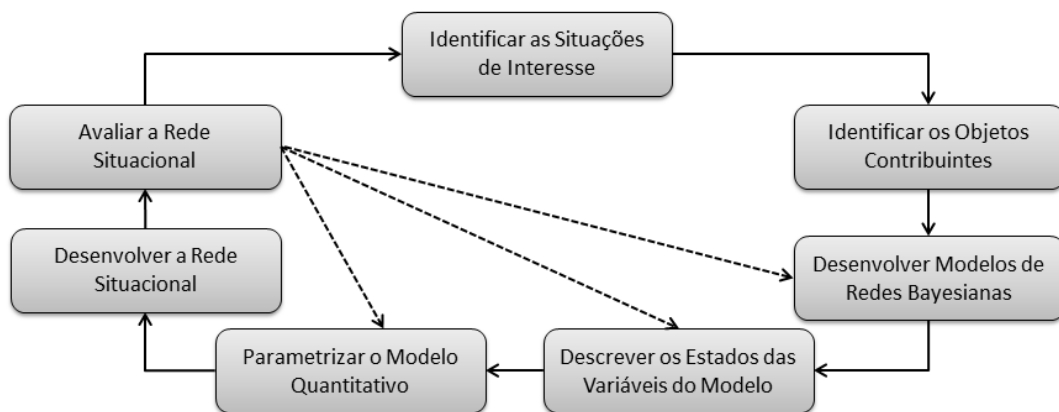 Identificar as Situações
de Interesse
Avaliar a Rede
Situacional
Identificar os Objetos
Contribuintes
Desenvolver a Rede
Situacional
Desenvolver Modelos de
Redes Bayesianas
Parametrizar o Modelo
Quantitativo
Descrever os Estados das
Variáveis do Modelo